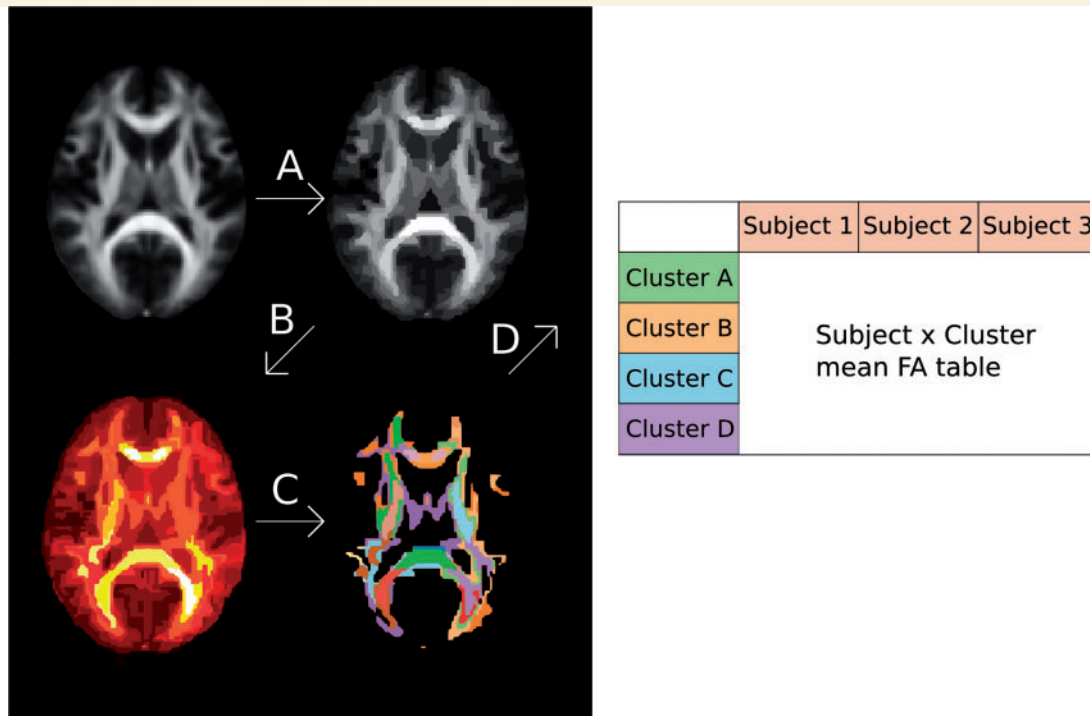 A
B
D
C
Subject 1 Subject 2 Subject 3
Cluster A
Cluster B
Cluster C
Cluster D
Subject x Cluster
mean FA table